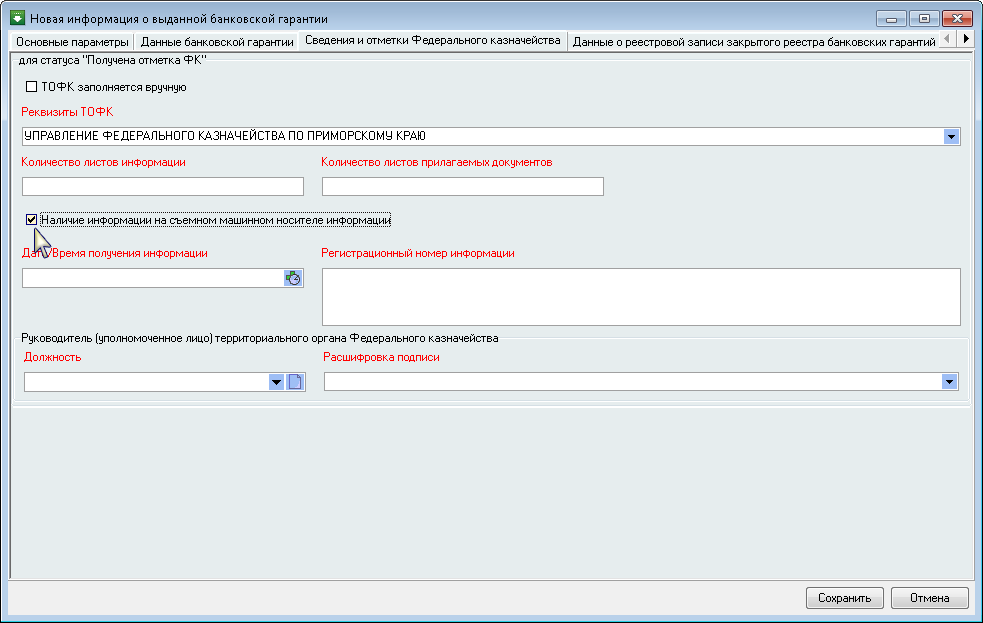 Новая информация о выданной банковской гарантии
Основные параметры Данные банковской гарантии Сведения и отметки Федерального казначейства Данные о реестровой записи закрытого реестра банковских гарантий
для статуса "Получена отметка ФК"
ТОФК заполняется вручную
Реквизиты ТОФК
УПРАВЛЕНИЕ ФЕДЕРАЛЬНОГО КАЗНАЧЕЙСТВА ПО ПРИМОРСКОМУ КРАЮ
Количество листов информации Количество листов прилагаемых документов
Наличие информации на съемном машинном носителе информации
Дата/Время получения информации Регистрационный номер информации
Руководитель (уполномоченное лицо) территориального органа Федерального казначейства
Должность Расшифровка подписи
Сохранить Отмена